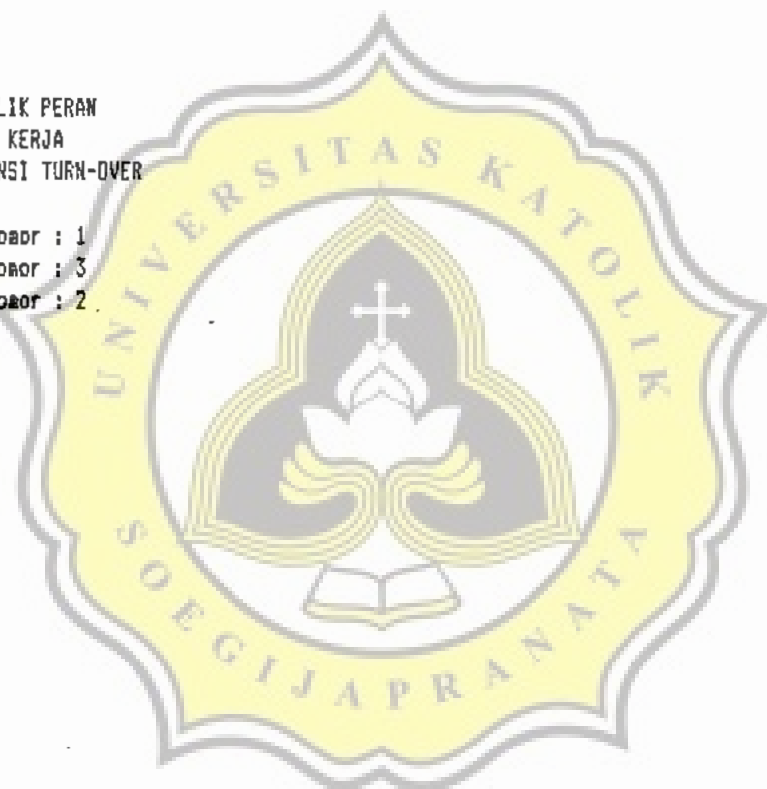 LIK PERAN
KERJA
NSI TURN-OVER
omor : 1
omor : 3
omor : 2
UNIVERSITAS KATOLIK
SOEGIJAPRANATA